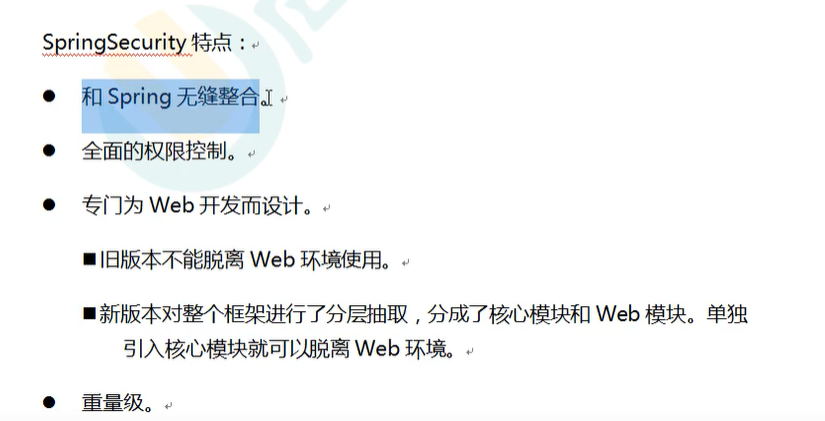 SpringSecurity 特点：
● 和 Spring 无缝整合。
● 全面的权限控制。
● 专门为 Web 开发而设计。
■旧版本不能脱离 Web 环境使用。
■新版本对整个框架进行了分层抽取，分成了核心模块和 Web 模块。单独
引入核心模块就可以脱离 Web 环境。
● 重量级。